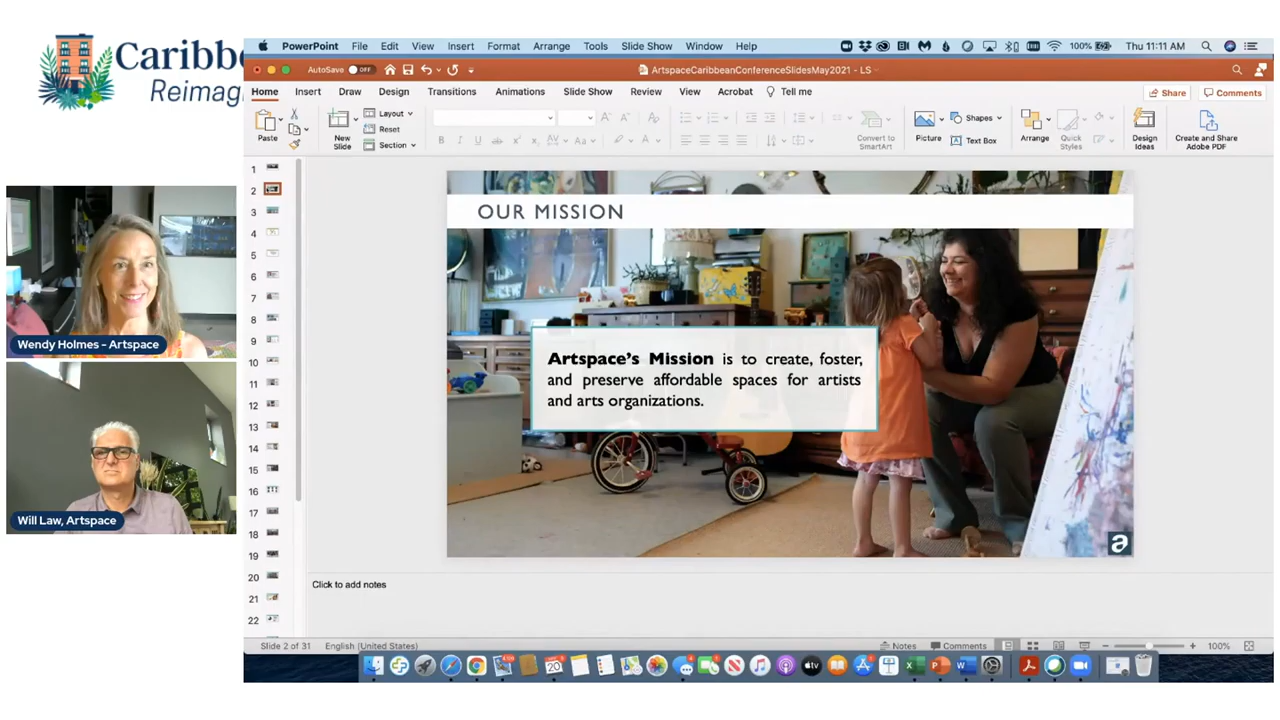 Caribbe
Reimag
PowerPoint File Edit View Insert Format Arrange Tools Slide Show Window Help
100%
Thu 11:11 AM
AutoSave OFF
ArtspaceCaribbeanConferenceSlidesMay2021 - LS
Home Insert Draw Design Transitions Animations Slide Show Review View Acrobat Tell me
Share Comments
Paste
New
Slide
Layout
Reset
Section
Convert to
SmartArt
Picture
Shapes
Text Box
Arrange
Quick
Styles
Design
Ideas
Create and Share
Adobe PDF
1
2
3
4
5
6
7
8
9
10
11
12
13
14
15
16
17
18
19
20
21
22
OUR MISSION
Artspace's Mission is to create, foster,
and preserve affordable spaces for artists
and arts organizations.
a
Wendy Holmes - Artspace
Will Law, Artspace
Click to add notes
Slide 2 of 31 English (United States)
Notes Comments 100%
20